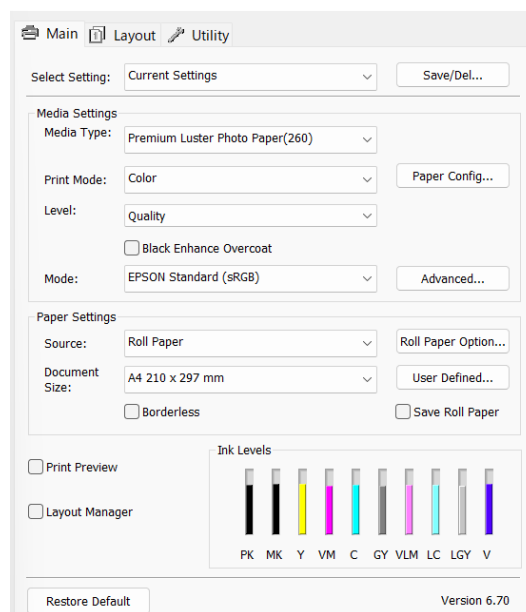 Main Layout Utility
Select Setting: Current Settings Save/Del...
Media Settings
Media Type: Premium Luster Photo Paper(260)
Print Mode: Color Paper Config...
Level: Quality
Black Enhance Overcoat
Mode: EPSON Standard (sRGB) Advanced...
Paper Settings
Source: Roll Paper Roll Paper Option...
Document
Size: A4 210 x 297 mm User Defined...
Borderless Save Roll Paper
Ink Levels
Print Preview
Layout Manager
PK MK Y VM C GY VLM LC LGY V
Restore Default Version 6.70